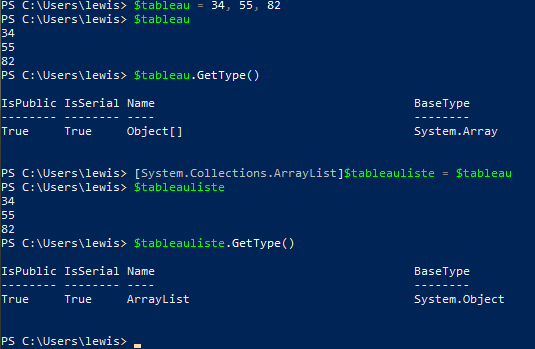 PS C:\Users\lewis> $tableau = 34, 55, 82
PS C:\Users\lewis> $tableau
34
55
82
PS C:\Users\lewis> $tableau.GetType()
IsPublic IsSerial Name BaseType
-------- -------- ---- --------
True True Object[] System.Array
PS C:\Users\lewis> [System.Collections.ArrayList]$tableauliste = $tableau
PS C:\Users\lewis> $tableauliste
34
55
82
PS C:\Users\lewis> $tableauliste.GetType()
IsPublic IsSerial Name BaseType
-------- -------- ---- --------
True True ArrayList System.Object
PS C:\Users\lewis>